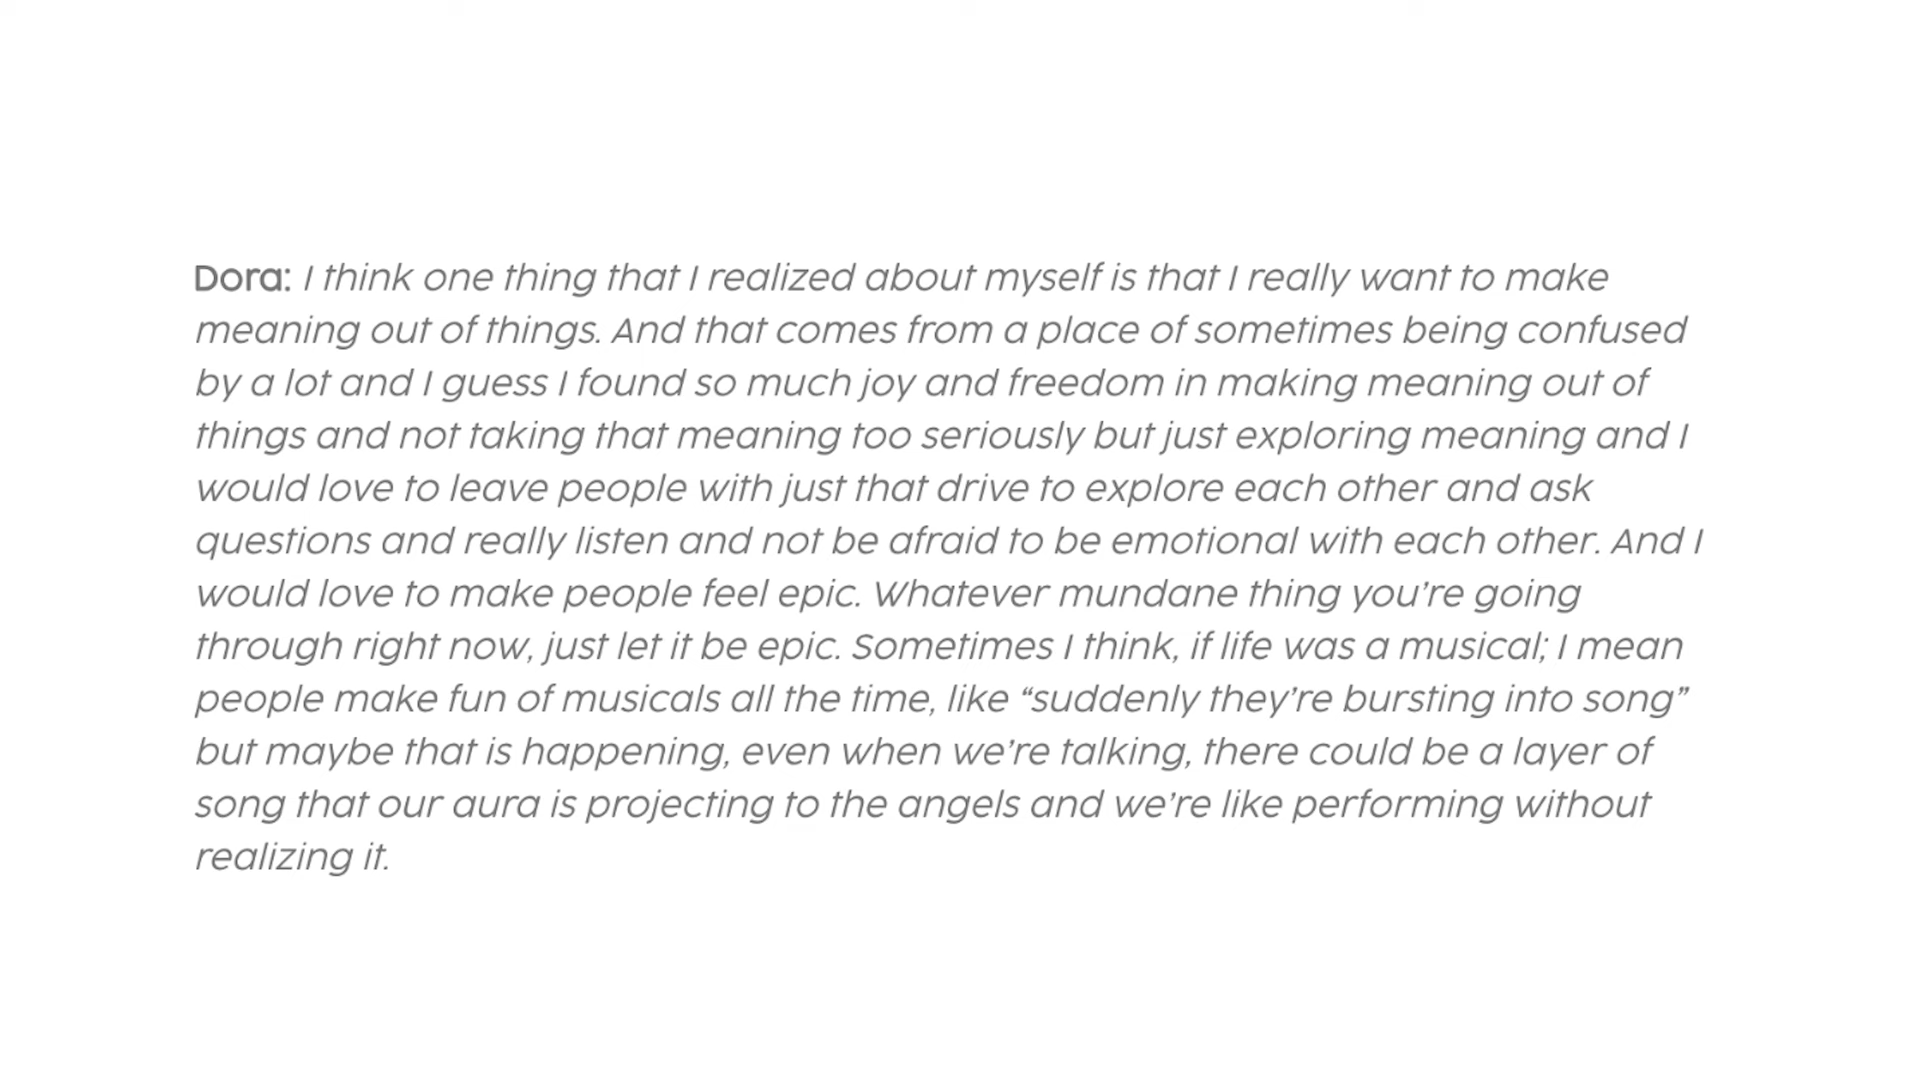 Dora: I think one thing that I realized about myself is that I really want to make
meaning out of things. And that comes from a place of sometimes being confused
by a lot and I guess I found so much joy and freedom in making meaning out of
things and not taking that meaning too seriously but just exploring meaning and I
would love to leave people with just that drive to explore each other and ask
questions and really listen and not be afraid to be emotional with each other. And I
would love to make people feel epic. Whatever mundane thing you’re going
through right now, just let it be epic. Sometimes I think, if life was a musical; I mean
people make fun of musicals all the time, like “suddenly they’re bursting into song”
but maybe that is happening, even when we’re talking, there could be a layer of
song that our aura is projecting to the angels and we’re like performing without
realizing it.